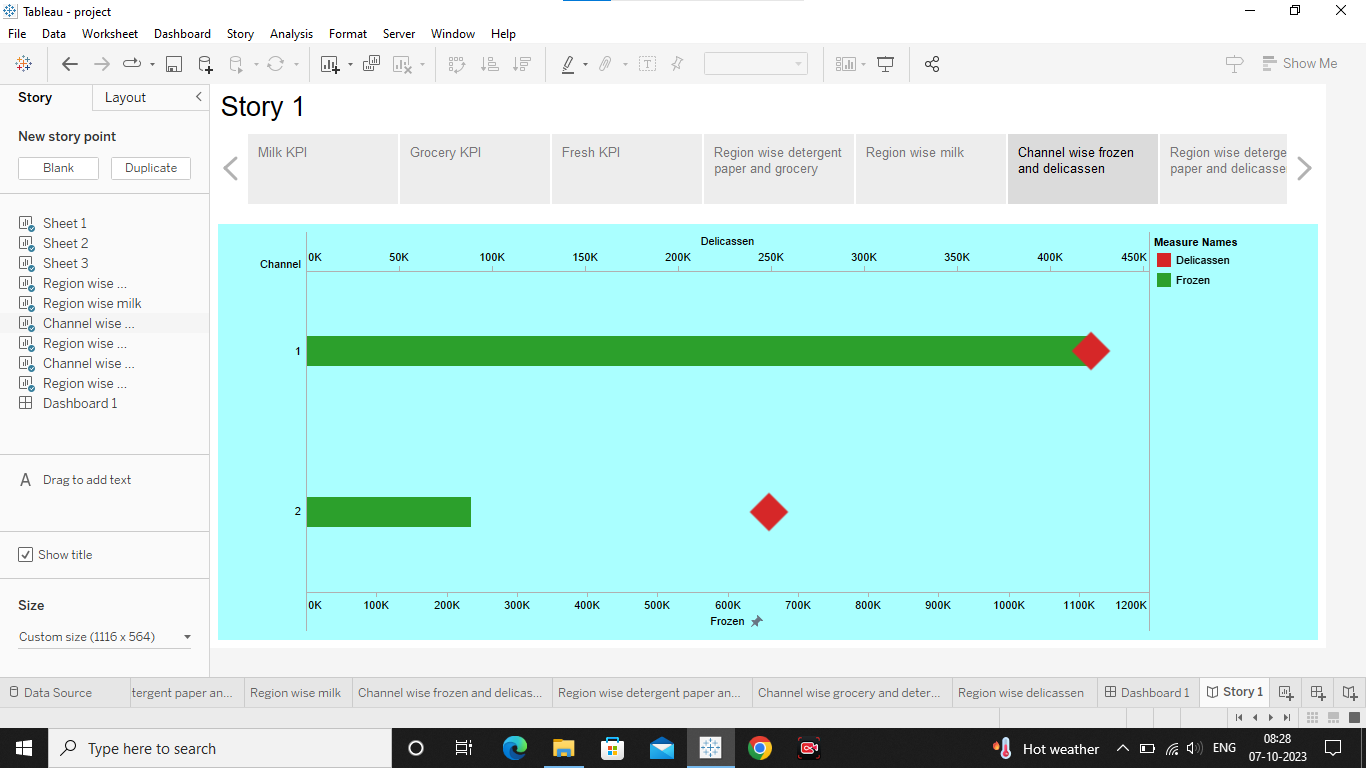 Tableau - project
File Data Worksheet Dashboard Story Analysis Format Server Window Help
Show Me
Story Layout
New story point
Blank Duplicate
Sheet 1
Sheet 2
Sheet 3
Region wise ...
Region wise milk
Channel wise ...
Region wise ...
Channel wise ...
Region wise ...
Dashboard 1
A Drag to add text
Show title
Size
Custom size (1116 x 564)
Story 1
Milk KPI
Grocery KPI
Fresh KPI
Region wise detergent
paper and grocery
Region wise milk
Channel wise frozen
and delicassen
Region wise deterge
paper and delicasse
Delicassen
Channel
0K 50K 100K 150K 200K 250K 300K 350K 400K 450K
Measure Names
Delicassen
Frozen
1
2
0K 100K 200K 300K 400K 500K 600K 700K 800K 900K 1000K 1100K 1200K
Frozen
Data Source tergent paper an... Region wise milk Channel wise frozen and delicas... Region wise detergent paper an... Channel wise grocery and deter... Region wise delicassen Dashboard 1 Story 1
Type here to search
Hot weather
ENG
08:28
07-10-2023